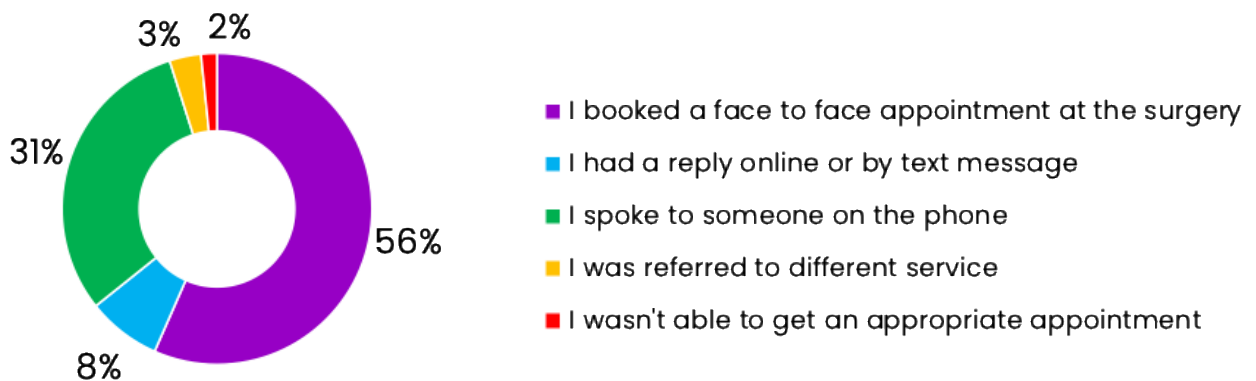 3% 2%
31%
56%
8%
I booked a face to face appointment at the surgery
I had a reply online or by text message
I spoke to someone on the phone
I was referred to different service
I wasn't able to get an appropriate appointment